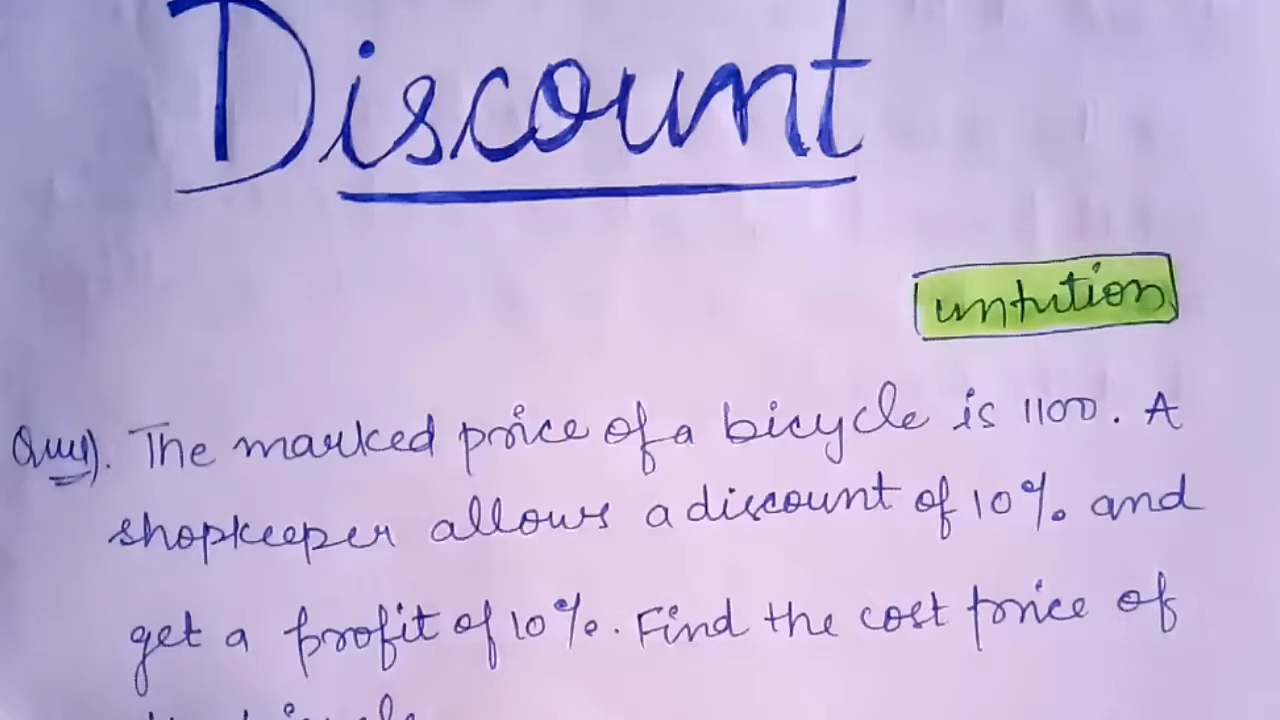 Discount
untution
Ques). The marked price of a bicycle is 1100. A
shopkeeper allows a discount of 10% and
get a profit of 10%. Find the cost price of